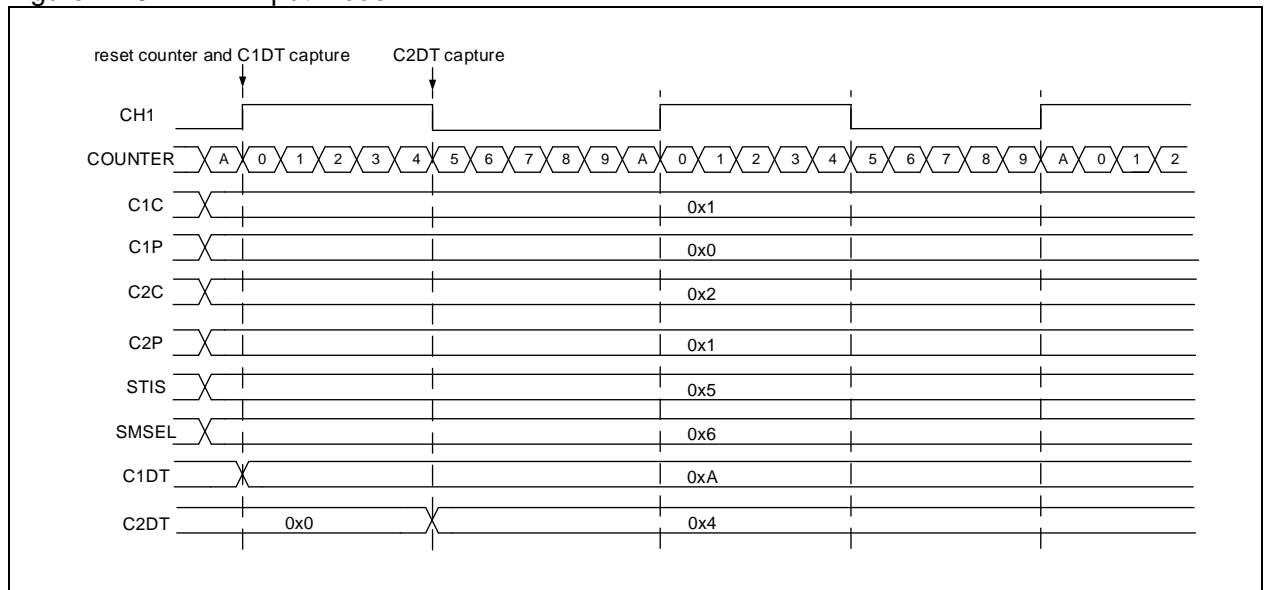 reset counter and C1DT capture C2DT capture
CH1
COUNTER A 0 1 2 3 4 5 6 7 8 9 A 0 1 2 3 4 5 6 7 8 9 A 0 1 2
C1C 0x1
C1P 0x0
C2C 0x2
C2P 0x1
STIS 0x5
SMSEL 0x6
C1DT 0xA
C2DT 0x0 0x4